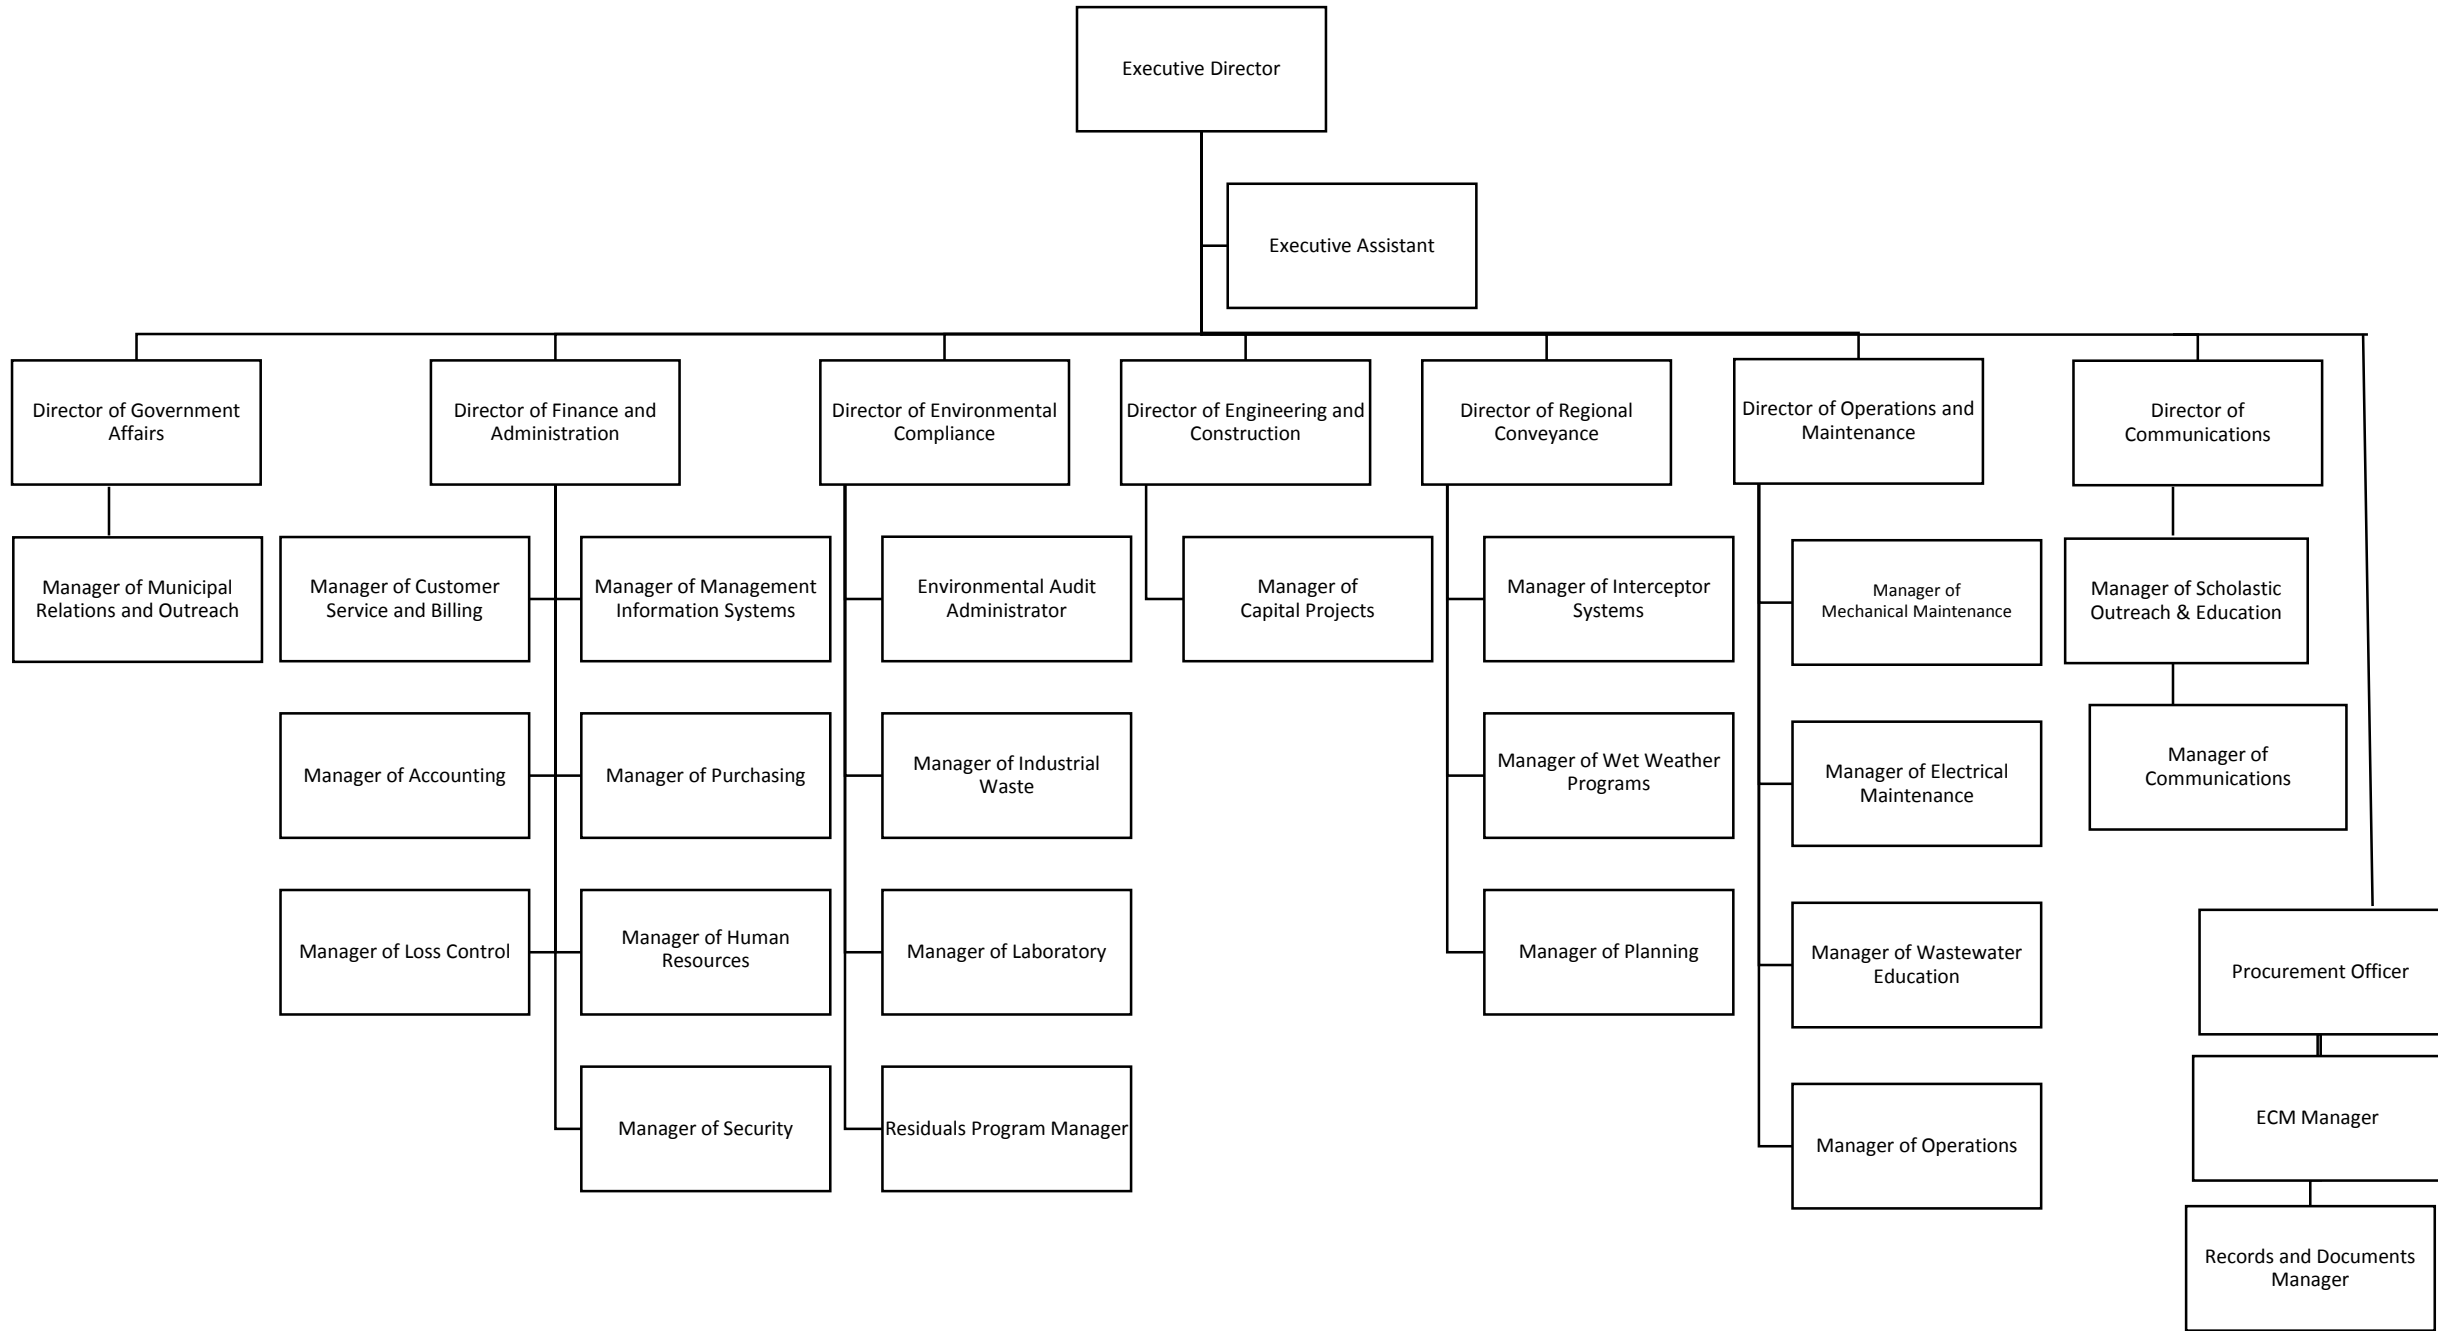 Executive Director
Executive Assistant
Director of Government
Affairs
Director of Finance and
Administration
Director of Environmental
Compliance
Director of Engineering and
Construction
Director of Regional
Conveyance
Director of Operations and
Maintenance
Director of
Communications
Manager of Municipal
Relations and Outreach
Manager of Customer
Service and Billing
Manager of Management
Information Systems
Environmental Audit
Administrator
Manager of
Capital Projects
Manager of Interceptor
Systems
Manager of
Mechanical Maintenance
Manager of Scholastic
Outreach & Education
Manager of Accounting
Manager of Purchasing
Manager of Industrial
Waste
Manager of Wet Weather
Programs
Manager of Electrical
Maintenance
Manager of
Communications
Manager of Loss Control
Manager of Human
Resources
Manager of Laboratory
Manager of Planning
Manager of Wastewater
Education
Procurement Officer
Manager of Security
Residuals Program Manager
Manager of Operations
ECM Manager
Records and Documents
Manager